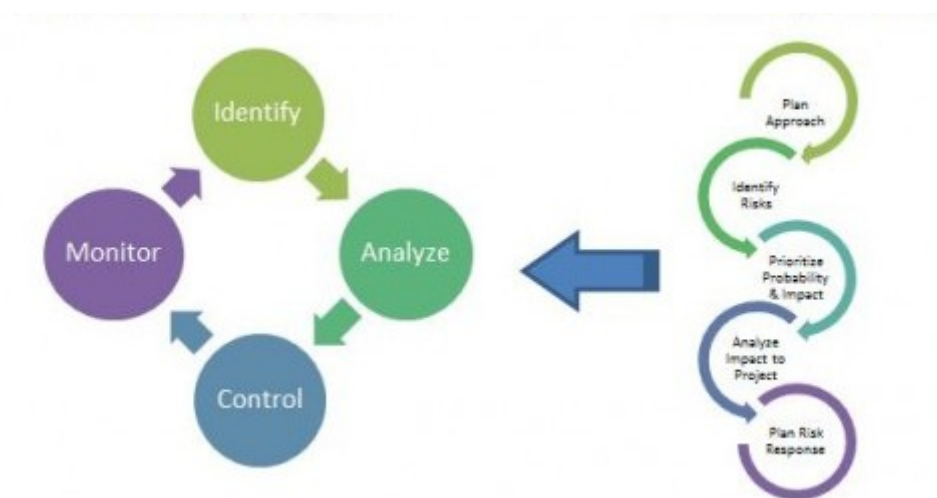 Identify
Analyze
Control
Monitor
Plan
Approach
Identify
Risks
Prioritize
Probability
& Impact
Analyze
Impact to
Project
Plan Risk
Response